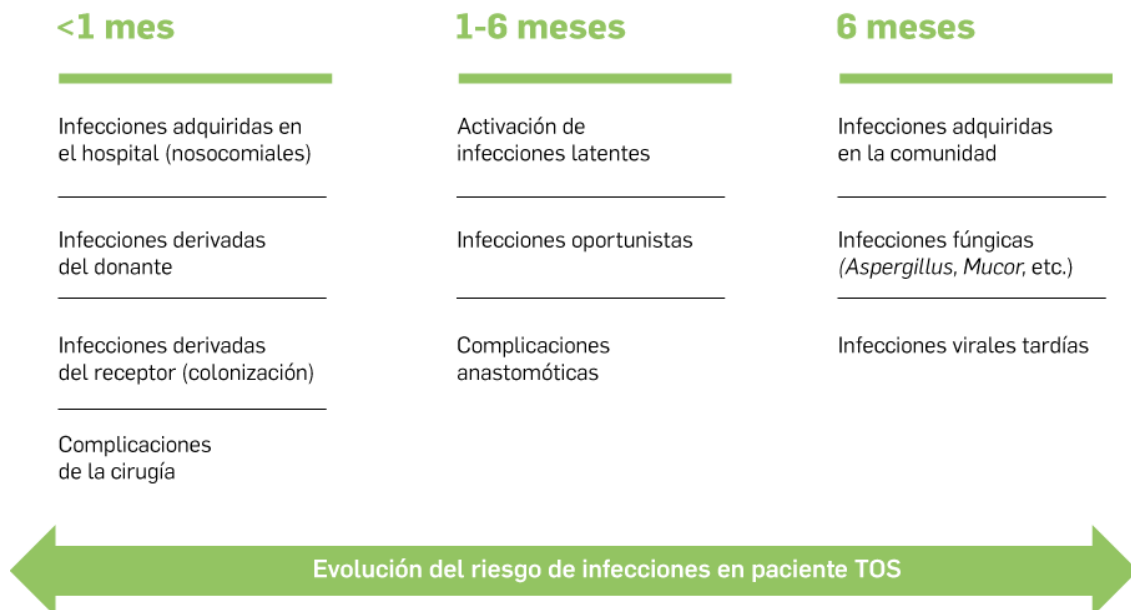 <1 mes
Infecciones adquiridas en
el hospital (nosocomiales)
Infecciones derivadas
del donante
Infecciones derivadas
del receptor (colonización)
Complicaciones
de la cirugía
1-6 meses
Activación de
infecciones latentes
Infecciones oportunistas
Complicaciones
anastomóticas
6 meses
Infecciones adquiridas
en la comunidad
Infecciones fúngicas
(Aspergillus, Mucor, etc.)
Infecciones virales tardías
Evolución del riesgo de infecciones en paciente TOS